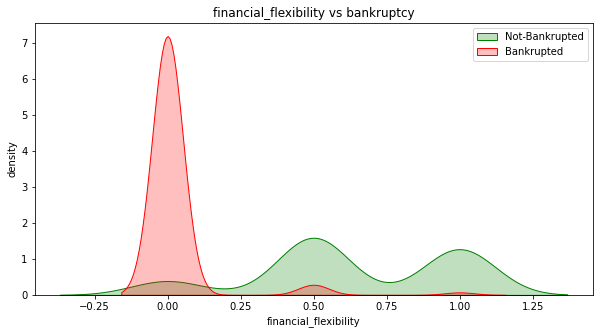 financial_flexibility vs bankruptcy
Not-Bankrupted
Bankrupted
density
7
6
5
4
3
2
1
0
−0.25 0.00 0.25 0.50 0.75 1.00 1.25
financial_flexibility